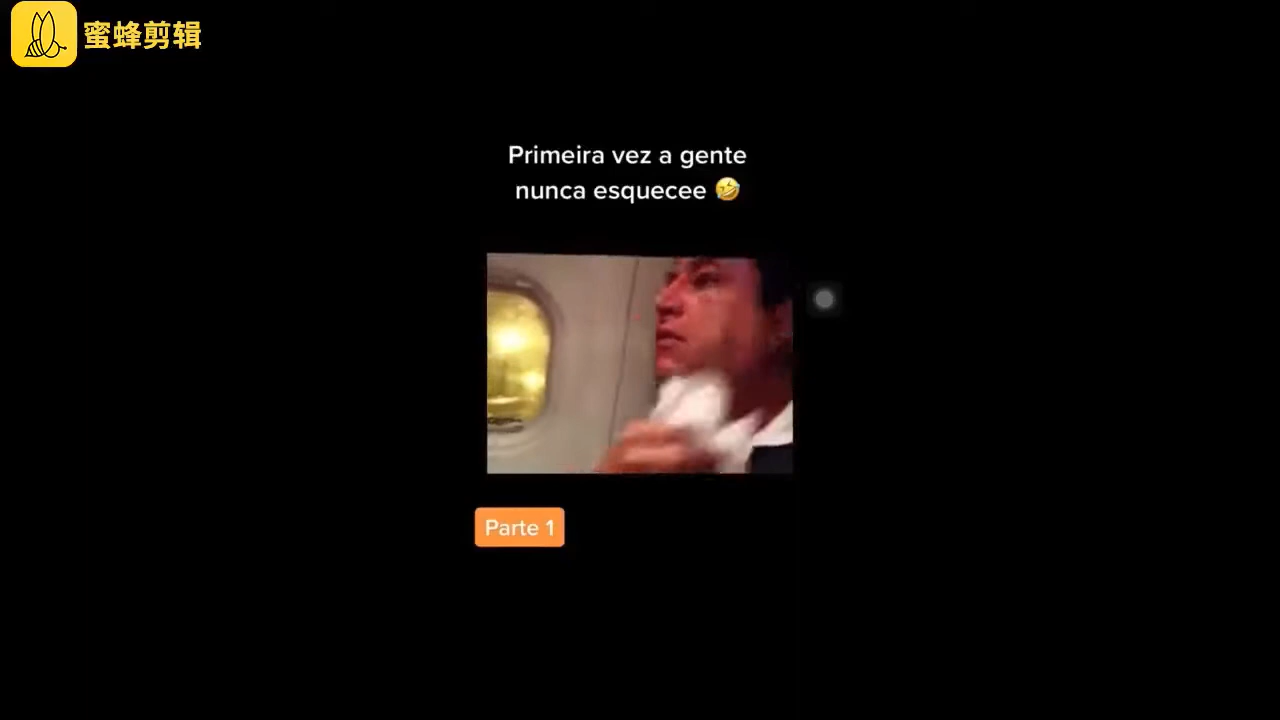 蜜蜂剪辑
Primeira vez a gente
nunca esquecee 🤣
Parte 1